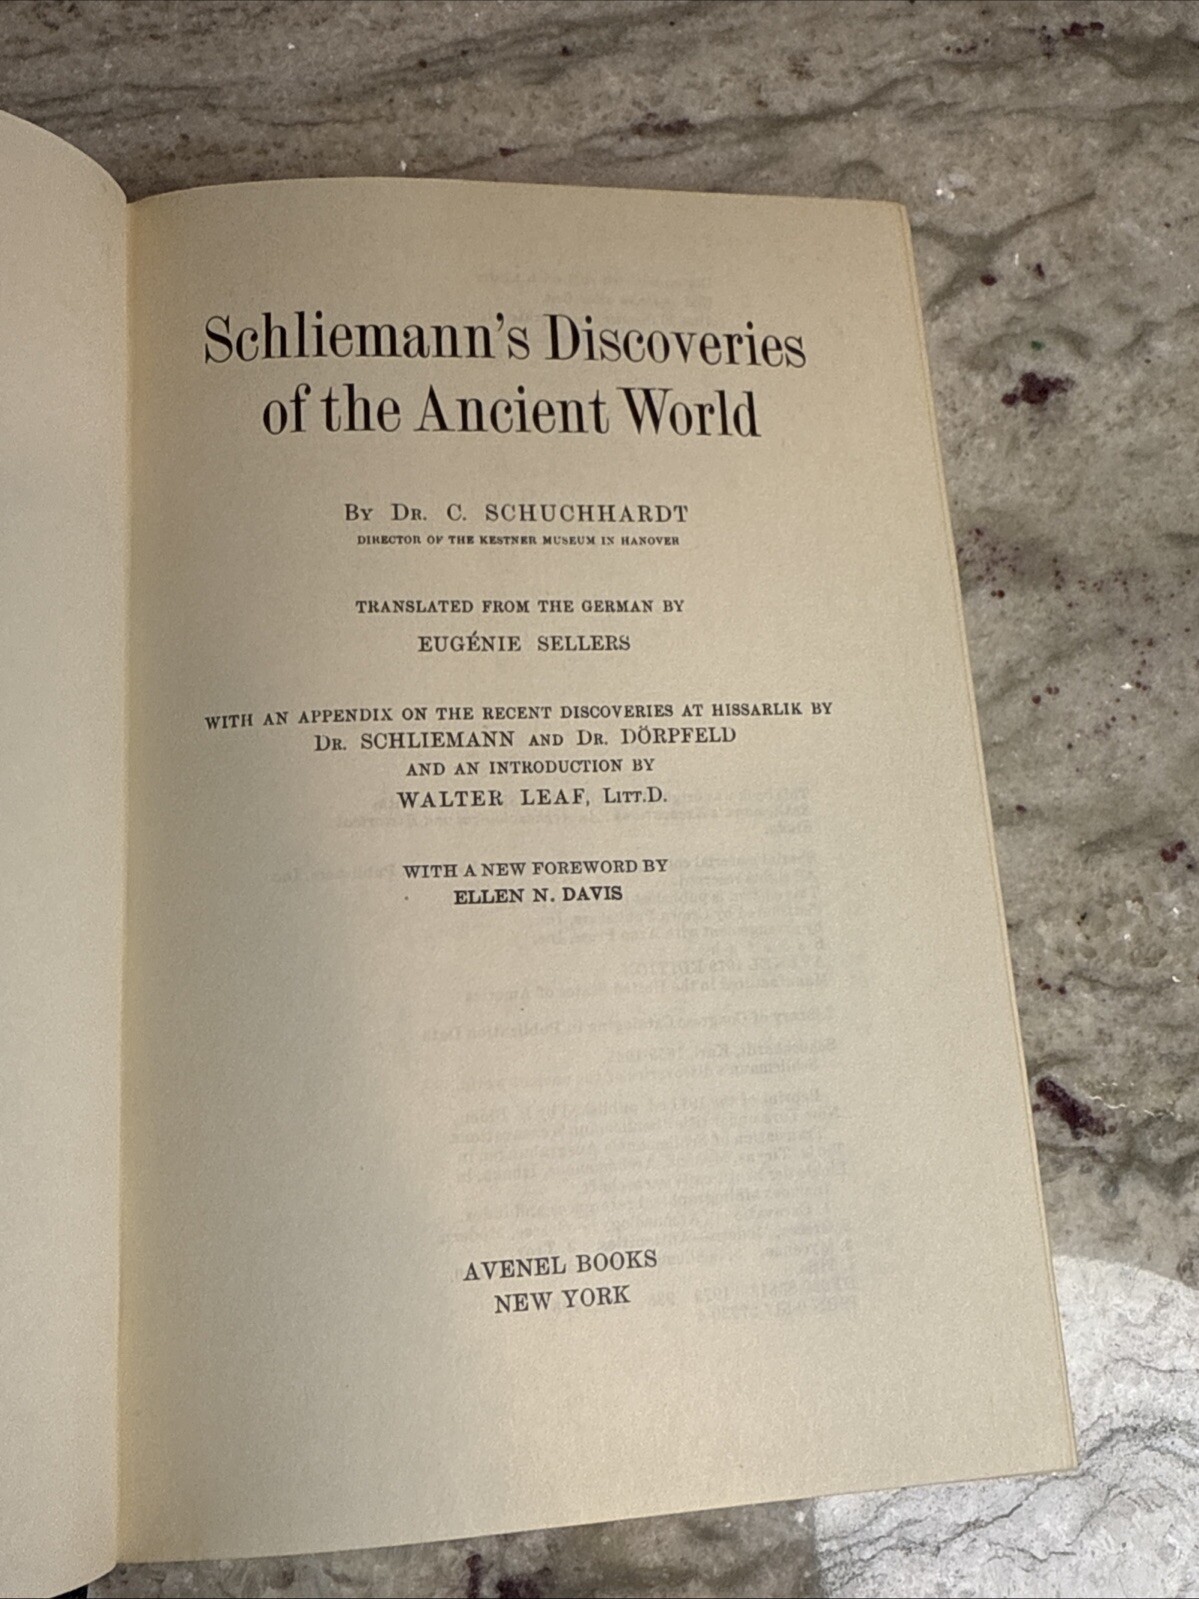 Schliemann's Discoveries
of the Ancient World
By Dr. C. SCHUCHHARDT
DIRECTOR OF THE KESTNER MUSEUM IN HANOVER
TRANSLATED FROM THE GERMAN BY
EUGÉNIE SELLERS
WITH AN APPENDIX ON THE RECENT DISCOVERIES AT HISSARLIK BY
Dr. SCHLIEMANN AND Dr. DÖRPFELD
AND AN INTRODUCTION BY
WALTER LEAF, Litt.D.
WITH A NEW FOREWORD BY
ELLEN N. DAVIS
AVENEL BOOKS
NEW YORK